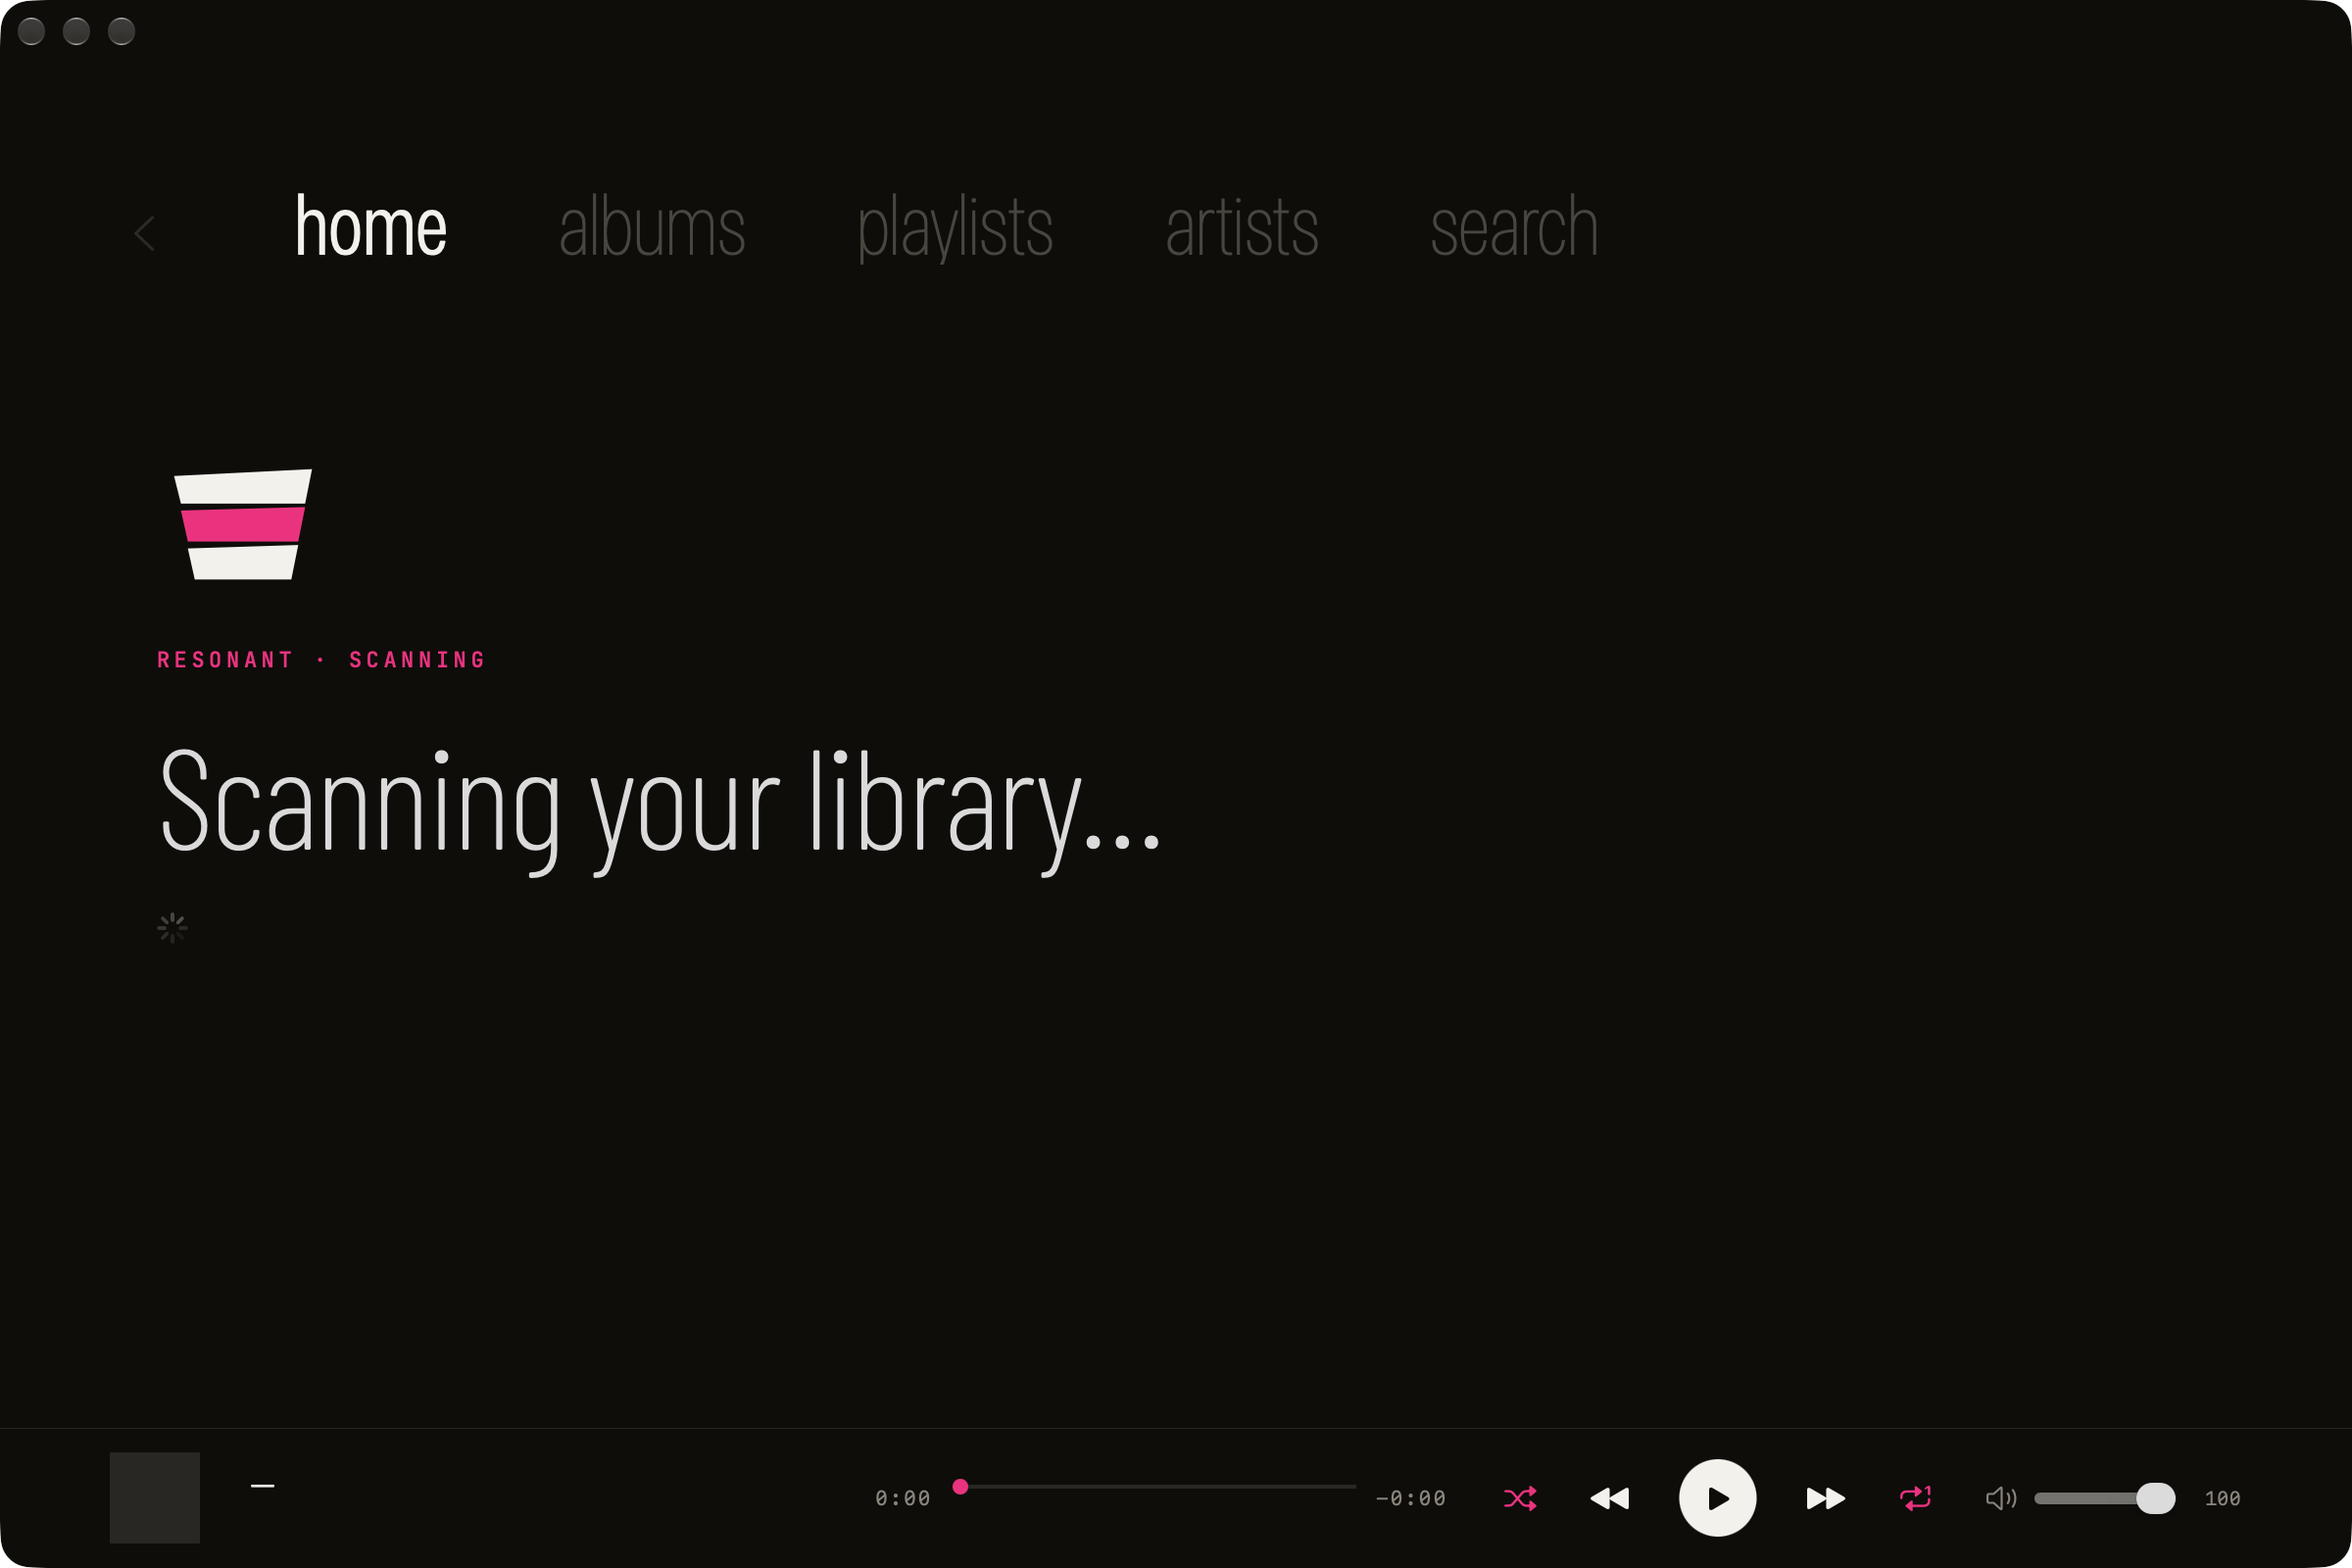 home albums playlists artists search
RESONANT · SCANNING
Scanning your library...
—
0:00 −0:00 100